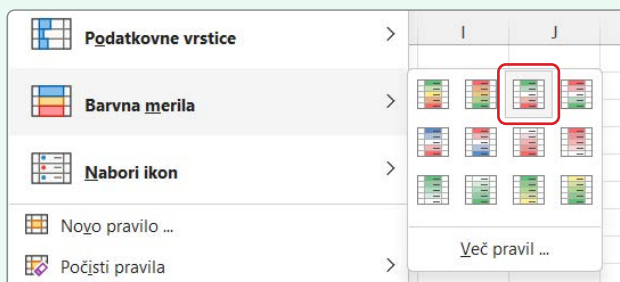 Podatkovne vrstice
I J
Barvna merila
Nabori ikon
Novo pravilo ...
Več pravil ...
Počisti pravila